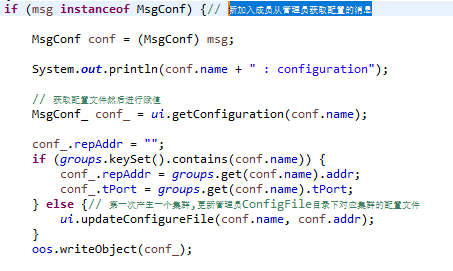 if (msg instanceof MsgConf) {// 新加入成员从管理员获取配置的消息
MsgConf conf = (MsgConf) msg;
System.out.println(conf.name + " : configuration");
// 获取配置文件然后进行赋值
MsgConf_ conf_ = ui.getConfiguration(conf.name);
conf_.repAddr = "";
if (groups.keySet().contains(conf.name)) {
conf_.repAddr = groups.get(conf.name).addr;
conf_.tPort = groups.get(conf.name).tPort;
} else {// 第一次产生一个集群,更新管理员ConfigFile目录下对应集群的配置文件
ui.updateConfigureFile(conf.name, conf.addr);
}
oos.writeObject(conf_);